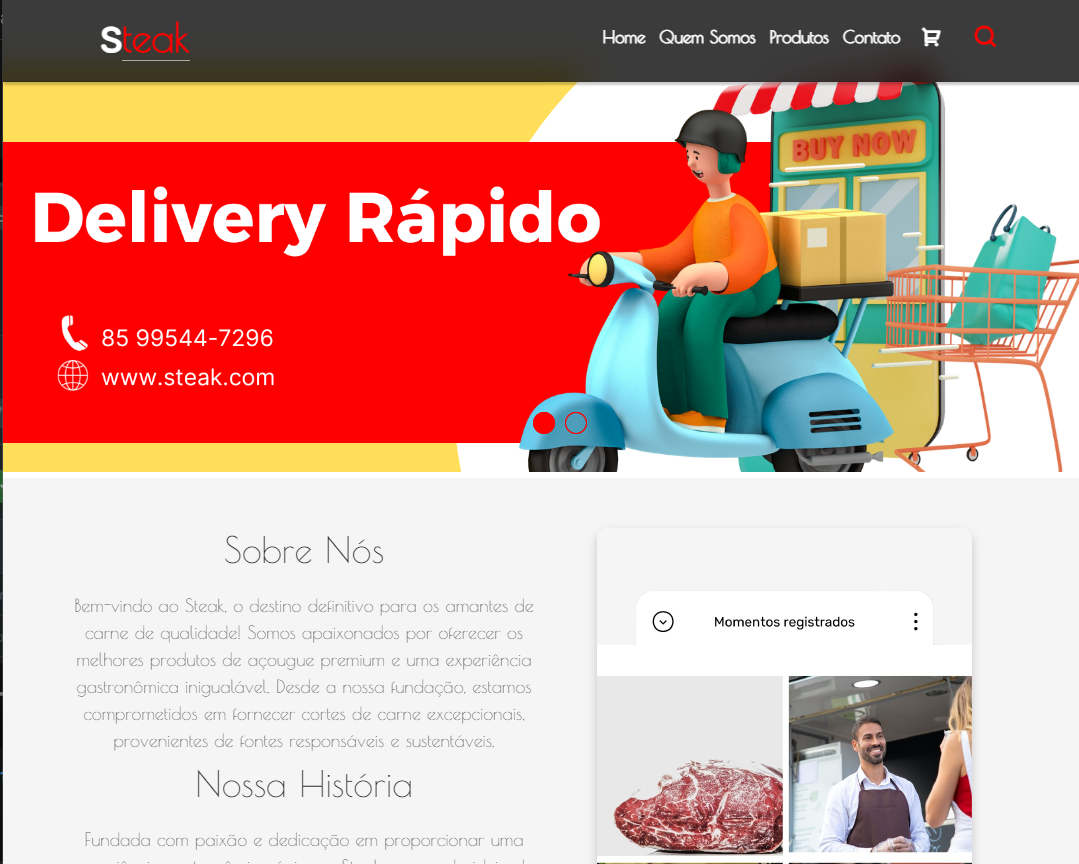 Steak
Home Quem Somos Produtos Contato
BUY NOW
Delivery Rápido
85 99544-7296
www.steak.com
Sobre Nós
Bem-vindo ao Steak, o destino definitivo para os amantes de
carne de qualidade! Somos apaixonados por oferecer os
melhores produtos de açougue premium e uma experiência
gastronômica inigualável. Desde a nossa fundação, estamos
comprometidos em fornecer cortes de carne excepcionais,
provenientes de fontes responsáveis e sustentáveis.
Nossa História
Fundada com paixão e dedicação em proporcionar uma
Momentos registrados